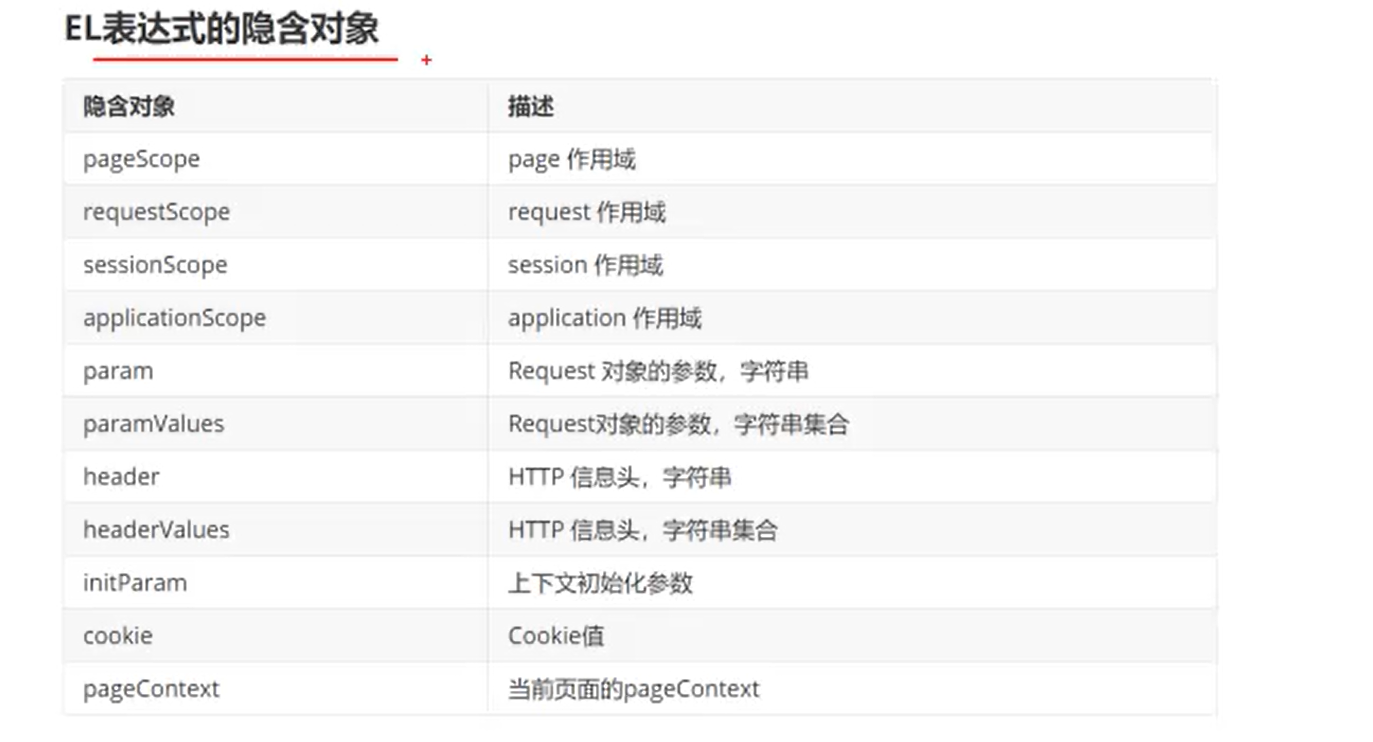 EL表达式的隐含对象
隐含对象 描述
pageScope page 作用域
requestScope request 作用域
sessionScope session 作用域
applicationScope application 作用域
param Request 对象的参数，字符串
paramValues Request对象的参数，字符串集合
header HTTP 信息头，字符串
headerValues HTTP 信息头，字符串集合
initParam 上下文初始化参数
cookie Cookie值
pageContext 当前页面的pageContext